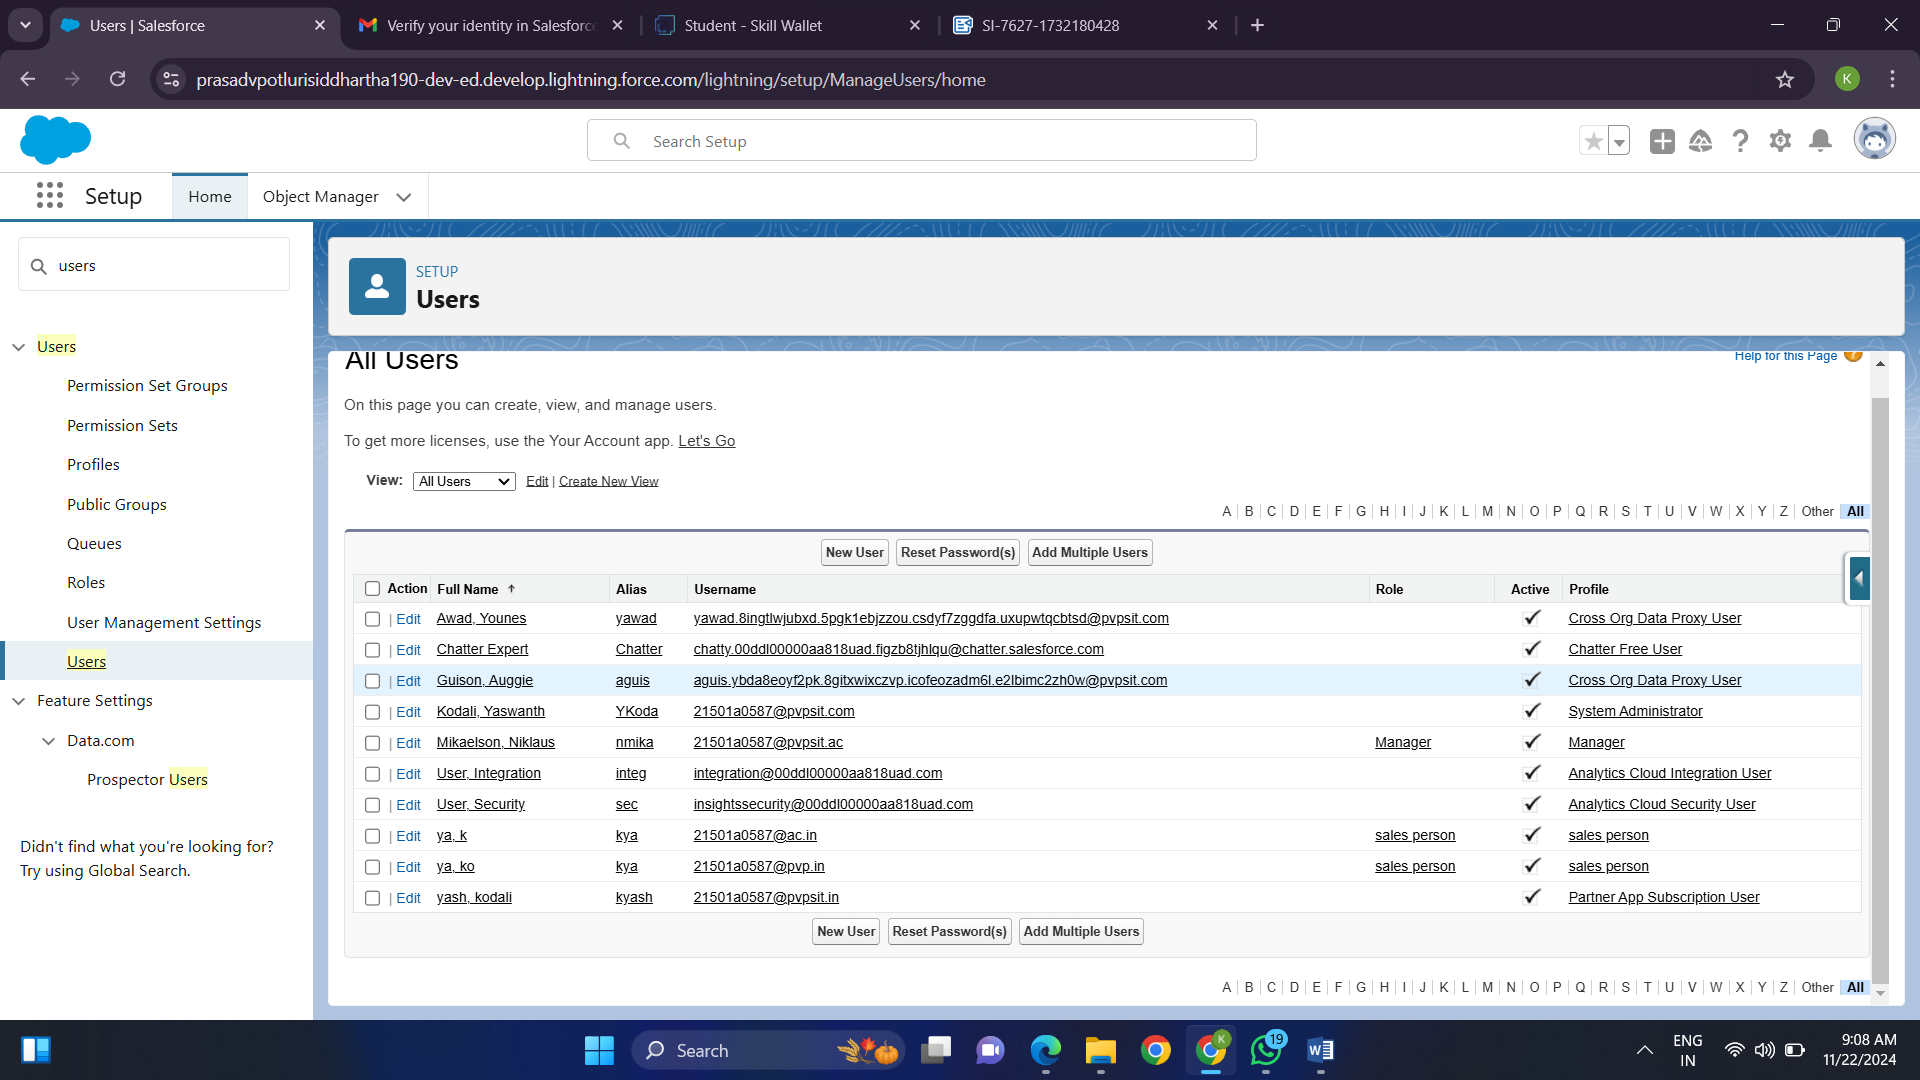 Users | Salesforce
Verify your identity in Salesforc
Student - Skill Wallet
SI-7627-1732180428
prasadvpotlurisiddhartha190-dev-ed.develop.lightning.force.com/lightning/setup/ManageUsers/home
K
Search Setup
Setup
Home
Object Manager
users
Users
Permission Set Groups
Permission Sets
Profiles
Public Groups
Queues
Roles
User Management Settings
Users
Feature Settings
Data.com
Prospector Users
Didn't find what you're looking for?
Try using Global Search.
SETUP
Users
All Users
Help for this Page ?
On this page you can create, view, and manage users.
To get more licenses, use the Your Account app. Let's Go
View: All Users Edit | Create New View
A | B | C | D | E | F | G | H | I | J | K | L | M | N | O | P | Q | R | S | T | U | V | W | X | Y | Z | Other | All
New User Reset Password(s) Add Multiple Users
Action Full Name ↑ Alias Username Role Active Profile
| Edit Awad, Younes yawad yawad.8ingtlwjubxd.5pgk1ebjzzou.csdyf7zggdfa.uxupwtqcbtsd@pvpsit.com Cross Org Data Proxy User
| Edit Chatter Expert Chatter chatty.00ddl00000aa818uad.figzb8tjhlqu@chatter.salesforce.com Chatter Free User
| Edit Guison, Auggie aguis aguis.ybda8eoyf2pk.8gitxwixczvp.icofeozadm6l.e2lbimc2zh0w@pvpsit.com Cross Org Data Proxy User
| Edit Kodali, Yaswanth YKoda 21501a0587@pvpsit.com System Administrator
| Edit Mikaelson, Niklaus nmika 21501a0587@pvpsit.ac Manager Manager
| Edit User, Integration integ integration@00ddl00000aa818uad.com Analytics Cloud Integration User
| Edit User, Security sec insightssecurity@00ddl00000aa818uad.com Analytics Cloud Security User
| Edit ya, k kya 21501a0587@ac.in sales person sales person
| Edit ya, ko kya 21501a0587@pvp.in sales person sales person
| Edit yash, kodali kyash 21501a0587@pvpsit.in Partner App Subscription User
New User Reset Password(s) Add Multiple Users
A | B | C | D | E | F | G | H | I | J | K | L | M | N | O | P | Q | R | S | T | U | V | W | X | Y | Z | Other | All
Search
K
19
W
ENG
IN
9:08 AM
11/22/2024